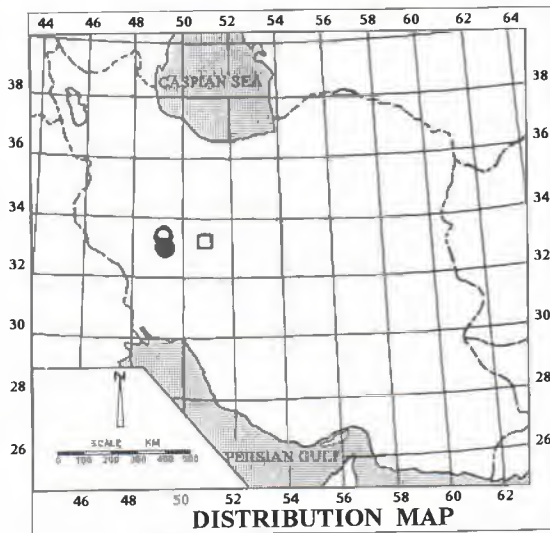 44 46 48 50 52 54 56 58 60 62 64
CASPIAN SEA
38 38
36 36
34 34
32 32
30 30
28 28
26 26
N
SCALE KM
0 100 200 300 400 500
PERSIAN GULF
46 48 50 52 54 56 58 60 62
DISTRIBUTION MAP